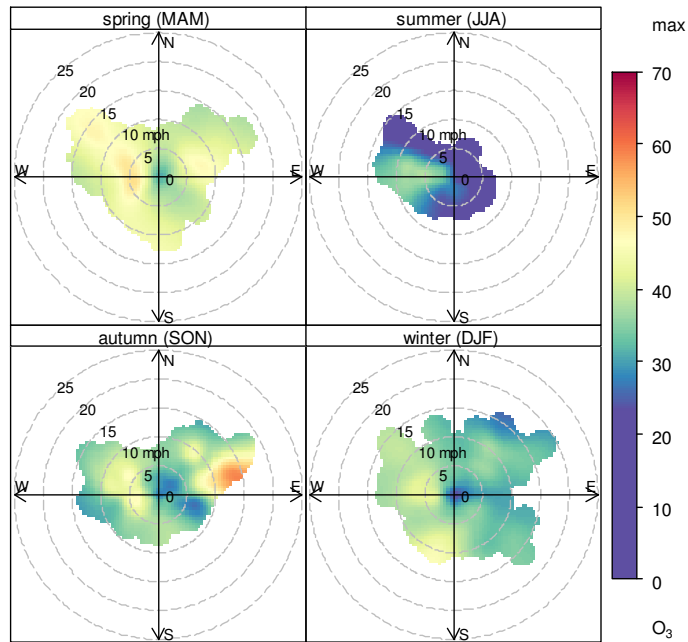 spring (MAM)
N
25
20
15
10 mph
5
0
W
E
S
summer (JJA)
N
25
20
15
10 mph
5
0
W
E
S
autumn (SON)
N
25
20
15
10 mph
5
0
W
E
S
winter (DJF)
N
25
20
15
10 mph
5
0
W
E
S
max
70
60
50
40
30
20
10
0
O₃